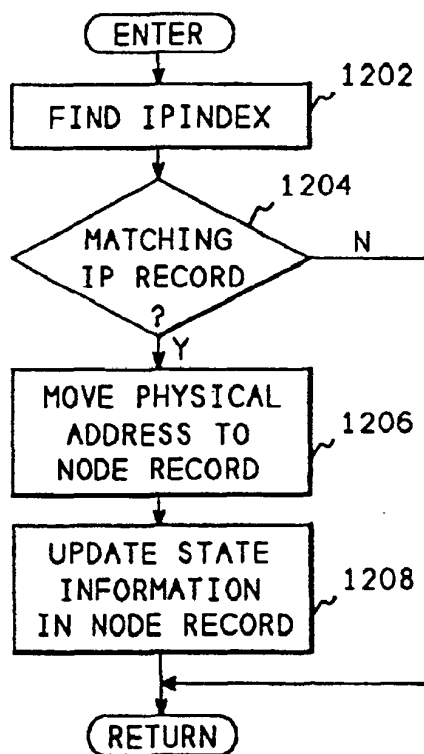 ENTER
1202
FIND IPINDEX
1204
MATCHING
IP RECORD
?
N
Y
MOVE PHYSICAL
ADDRESS TO
NODE RECORD
1206
UPDATE STATE
INFORMATION
IN NODE RECORD
1208
RETURN